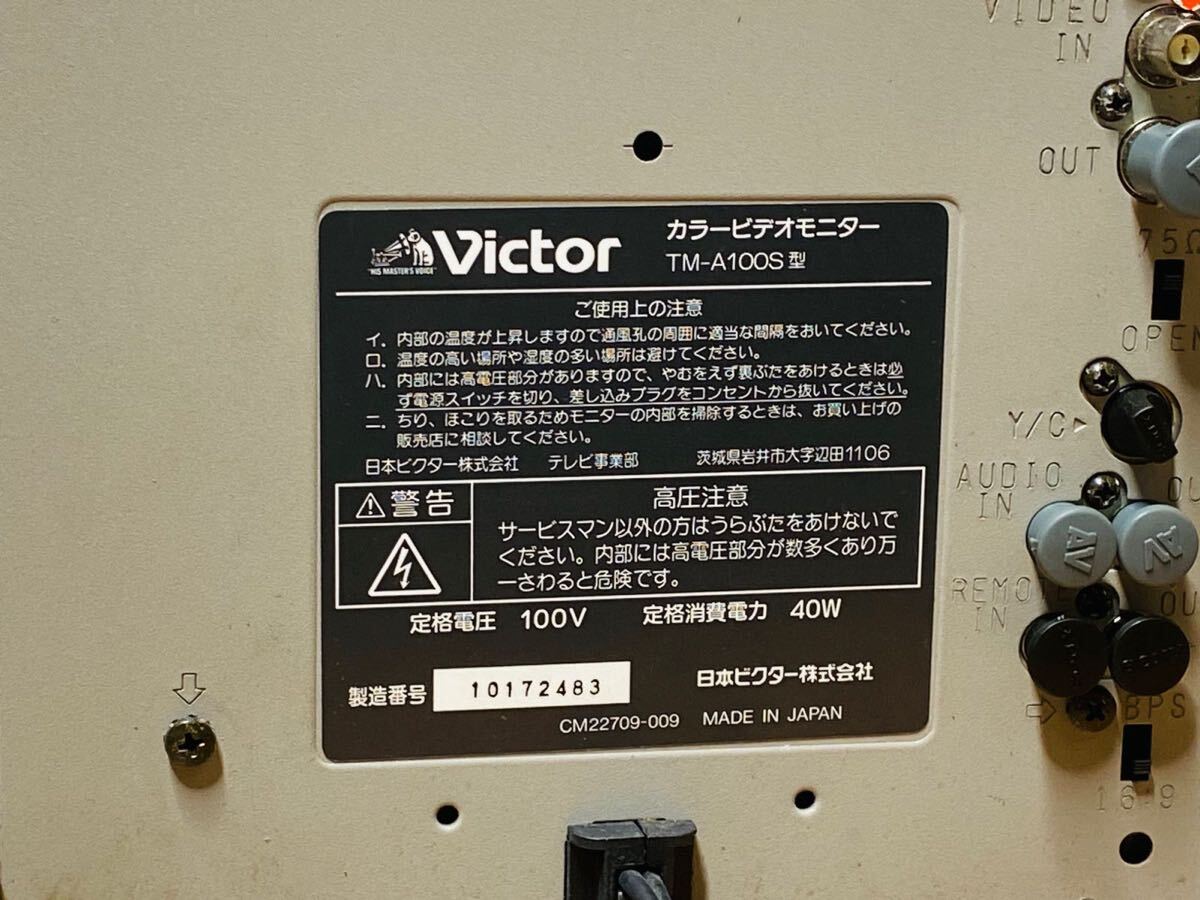 Victor
HIS MASTER'S VOICE
カラービデオモニター
TM-A100S型
ご使用上の注意
イ. 内部の温度が上昇しますので通風孔の周囲に適当な間隔をおいてください。
ロ. 温度の高い場所や湿度の多い場所は避けてください。
ハ. 内部には高電圧部分がありますので、やむをえず裏ぶたをあけるときは必
ず電源スイッチを切り、差し込みプラグをコンセントから抜いてください。
ニ. ちり、ほこりを取るためモニターの内部を掃除するときは、お買い上げの
販売店に相談してください。
日本ビクター株式会社 テレビ事業部 茨城県岩井市大字辺田1106
⚠警告
高圧注意
サービスマン以外の方はうらぶたをあけないで
ください。内部には高電圧部分が数多くあり万
一さわると危険です。
定格電圧 100V 定格消費電力 40W
製造番号 10172483
日本ビクター株式会社
CM22709-009 MADE IN JAPAN
VIDEO
IN
OUT
75Ω
OPEN
Y/C
AUDIO
IN
OU
AV
AV
REMOTE
IN
OU
BPS
16:9